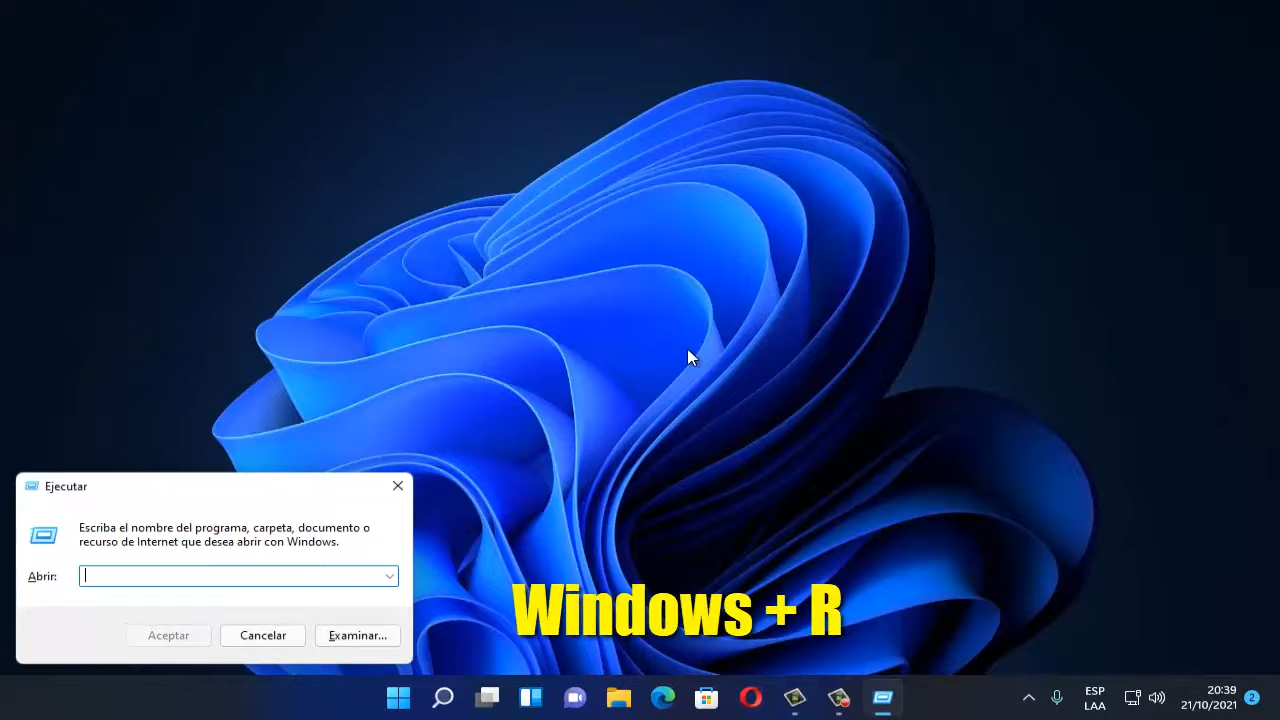 Ejecutar
Escriba el nombre del programa, carpeta, documento o
recurso de Internet que desea abrir con Windows.
Abrir:
Aceptar
Cancelar
Examinar...
Windows + R
ESP
LAA
20:39
21/10/2021
2